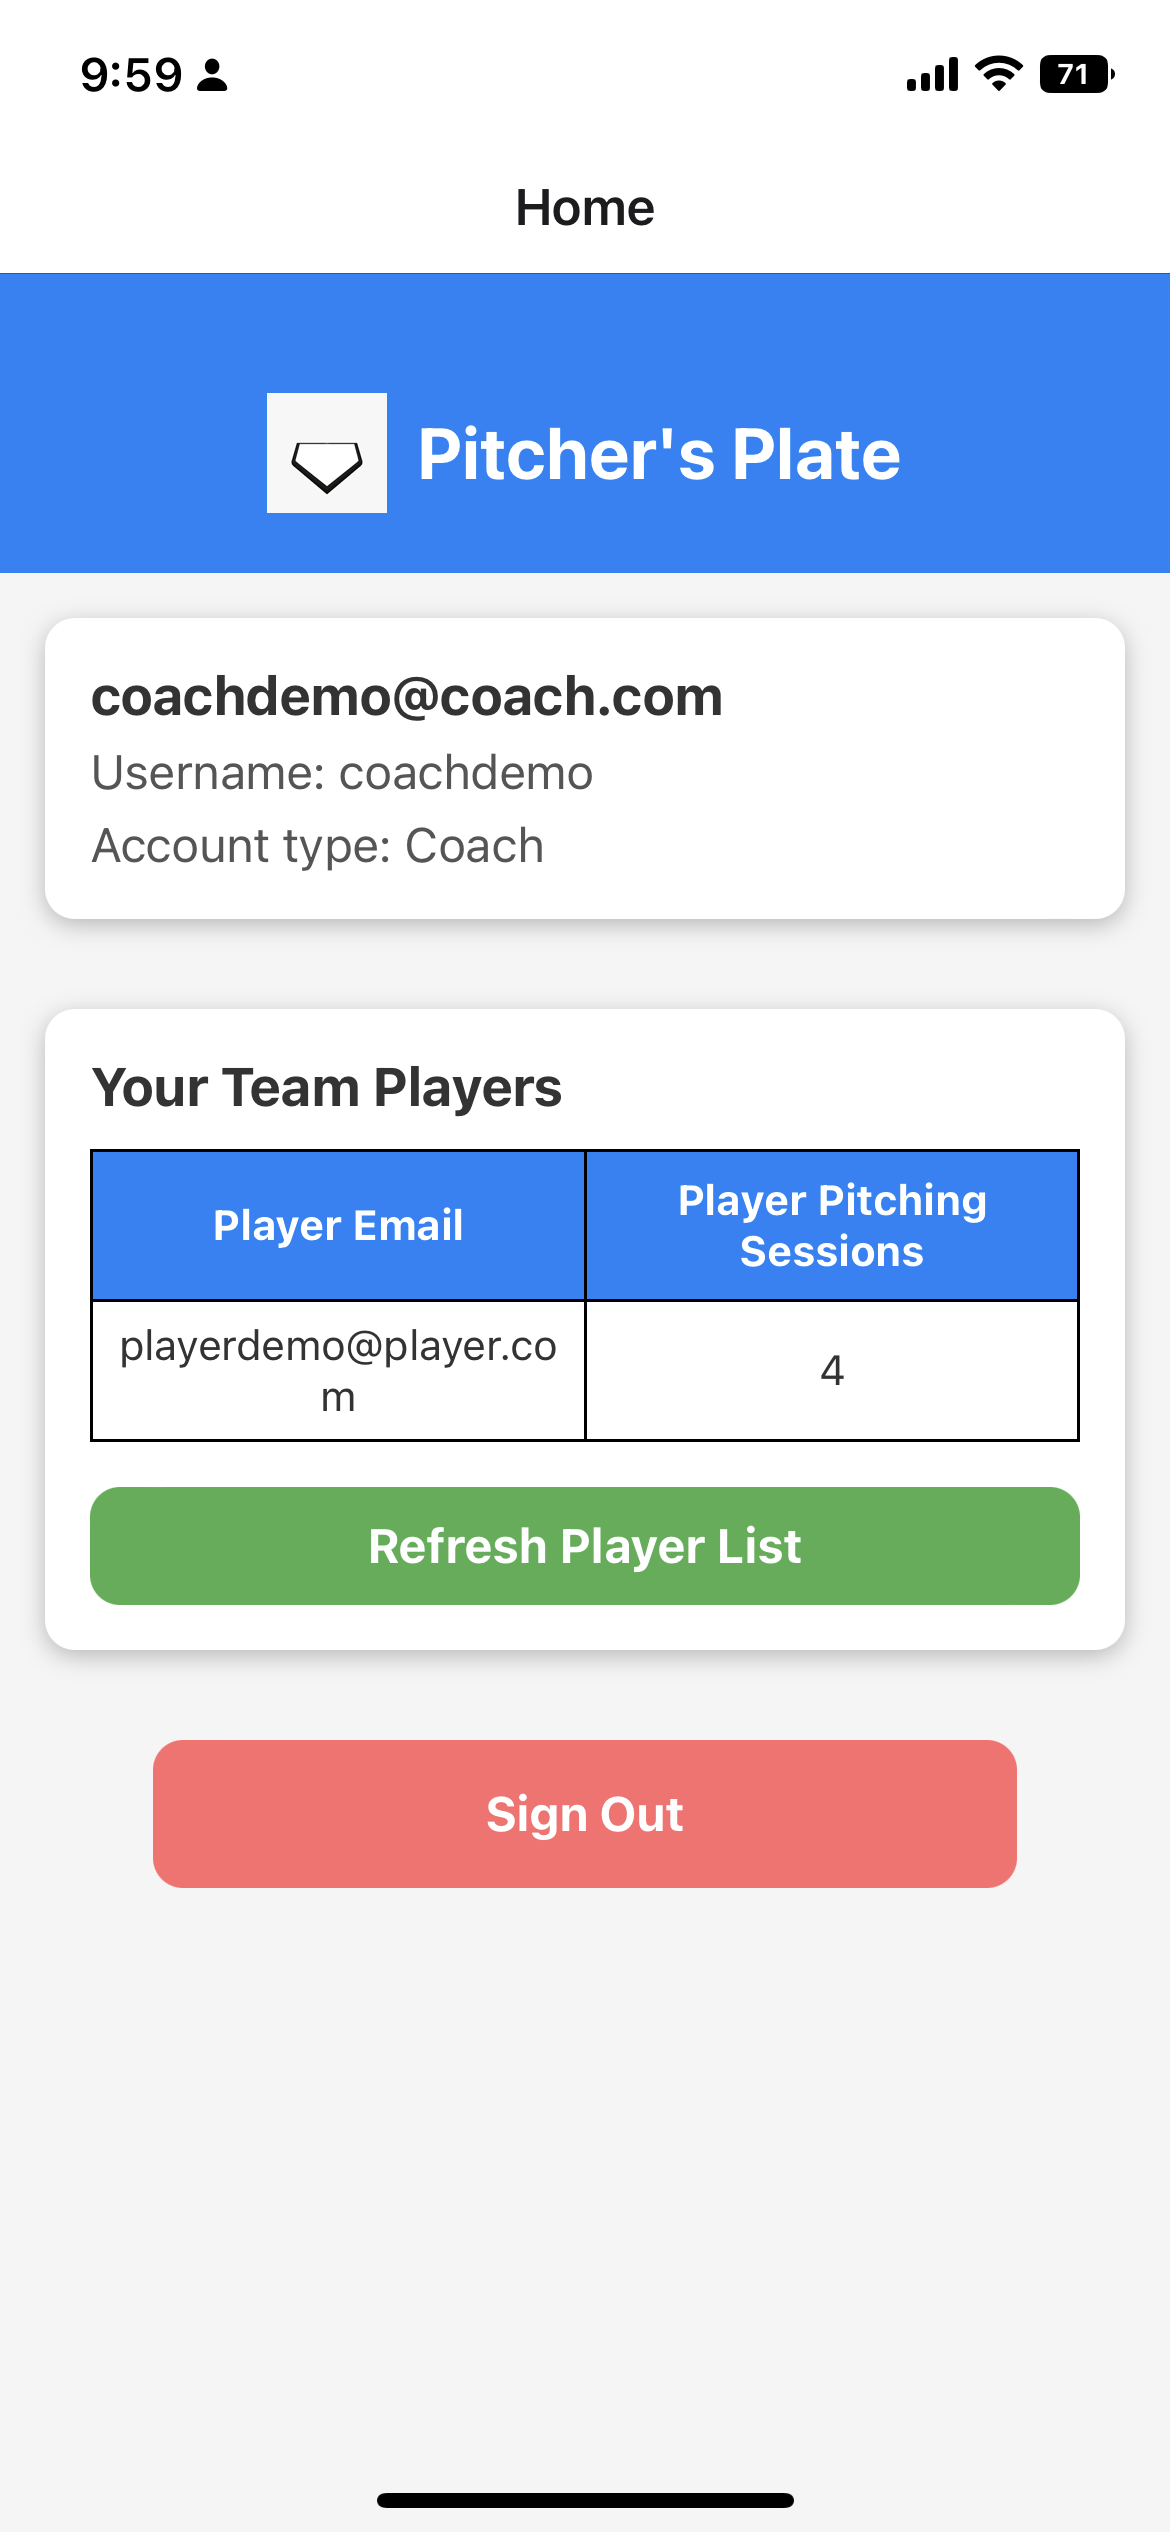 9:59
71
Home
Pitcher's Plate
coachdemo@coach.com
Username: coachdemo
Account type: Coach
Your Team Players
Player Email
Player Pitching
Sessions
playerdemo@player.co
m
4
Refresh Player List
Sign Out